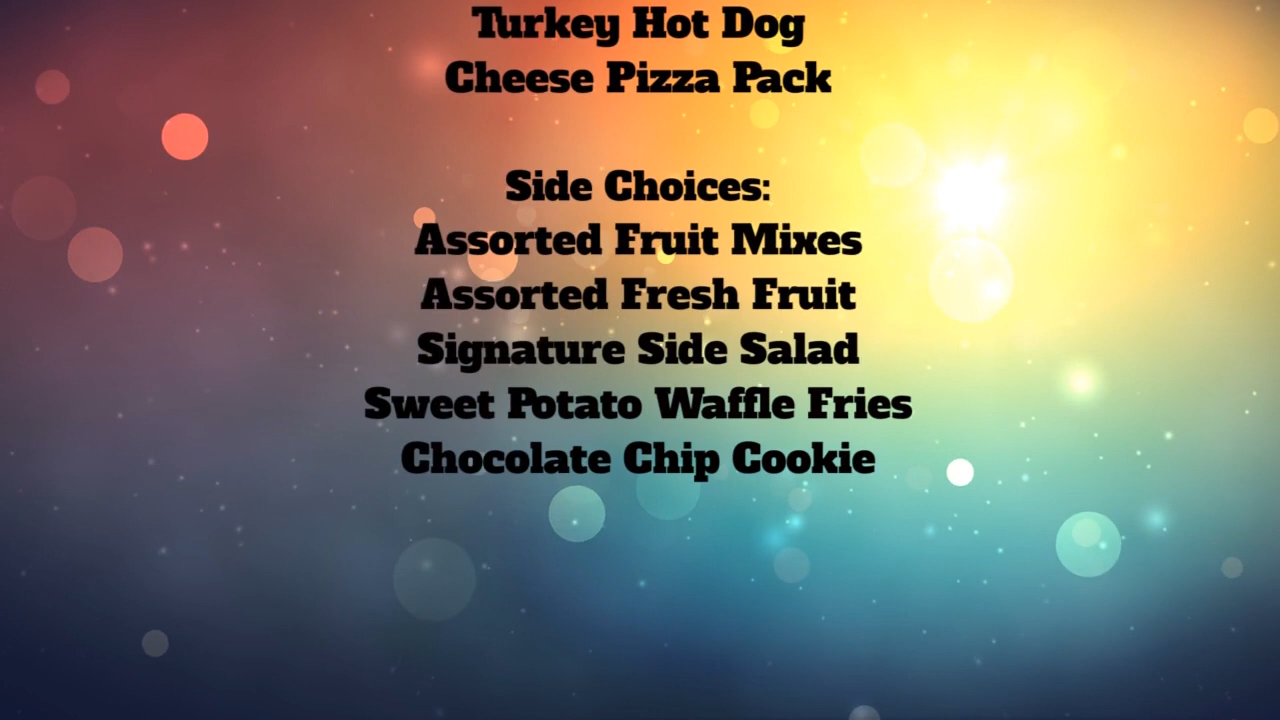 Turkey Hot Dog
Cheese Pizza Pack
Side Choices:
Assorted Fruit Mixes
Assorted Fresh Fruit
Signature Side Salad
Sweet Potato Waffle Fries
Chocolate Chip Cookie